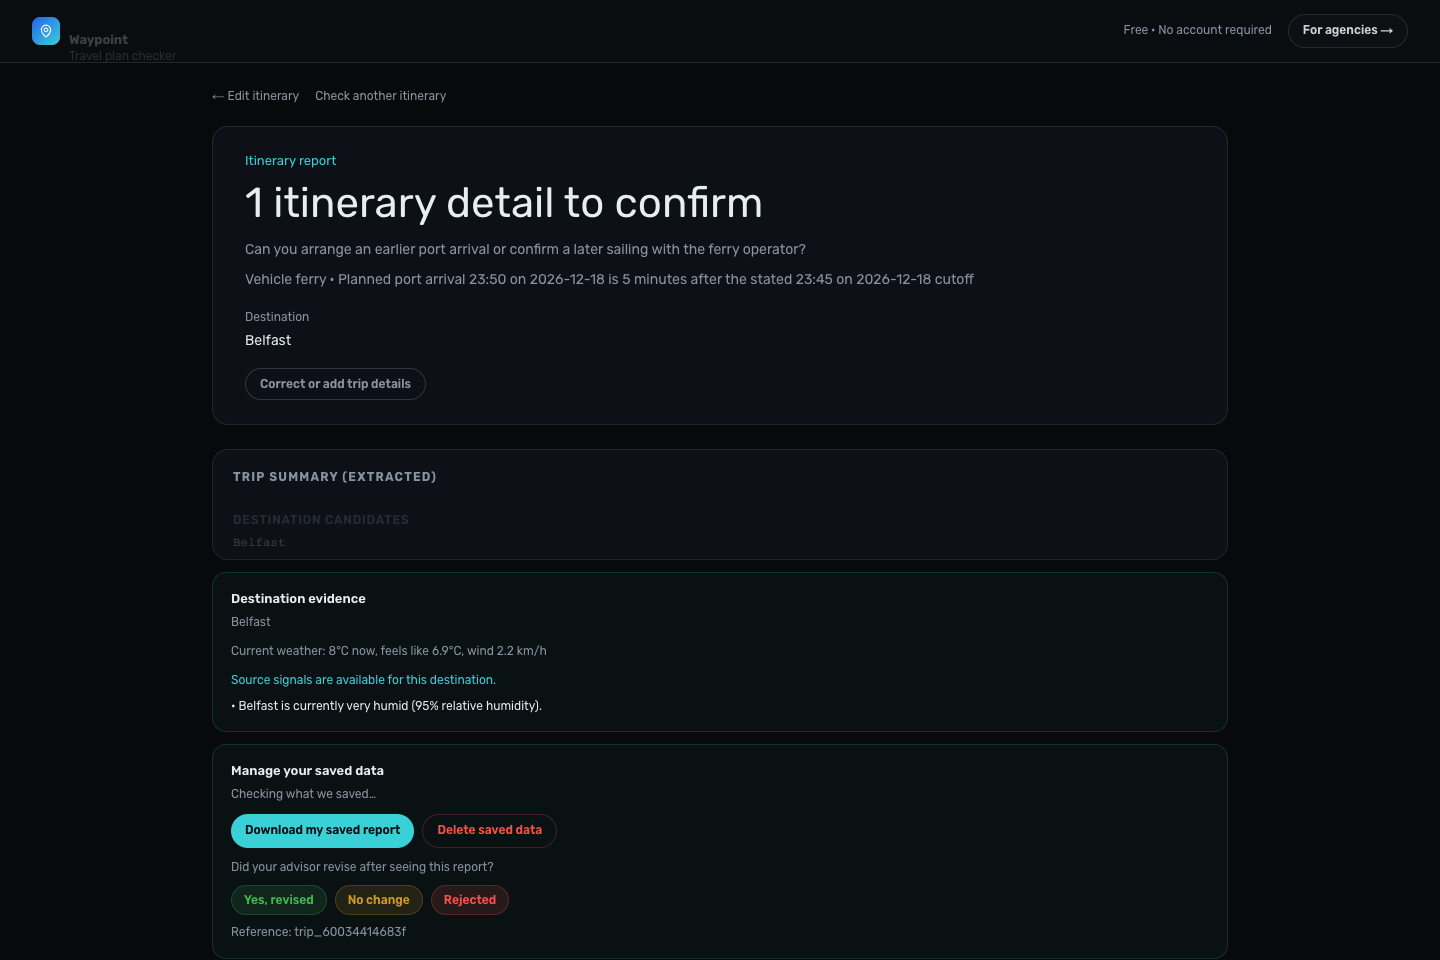 Waypoint
Travel plan checker
Free • No account required
For agencies →
← Edit itinerary
Check another itinerary
Itinerary report
1 itinerary detail to confirm
Can you arrange an earlier port arrival or confirm a later sailing with the ferry operator?
Vehicle ferry • Planned port arrival 23:50 on 2026-12-18 is 5 minutes after the stated 23:45 on 2026-12-18 cutoff
Destination
Belfast
Correct or add trip details
TRIP SUMMARY (EXTRACTED)
DESTINATION CANDIDATES
Belfast
Destination evidence
Belfast
Current weather: 8°C now, feels like 6.9°C, wind 2.2 km/h
Source signals are available for this destination.
• Belfast is currently very humid (95% relative humidity).
Manage your saved data
Checking what we saved…
Download my saved report
Delete saved data
Did your advisor revise after seeing this report?
Yes, revised
No change
Rejected
Reference: trip_60034414683f